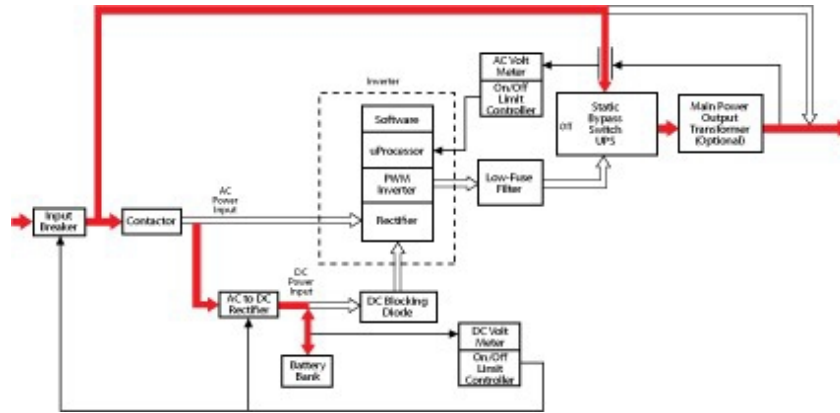 Inverter
AC Volt
Meter
On/Off
Limit
Controller
Software
uProcessor
PWM
Inverter
Rectifier
Off
Static
Bypass
Switch
UPS
Main Power
Output
Transformer
(Optional)
Low-Fuse
Filter
AC
Power
Input
Input
Breaker
Contactor
DC
Power
Input
AC to DC
Rectifier
DC Blocking
Diode
DC Volt
Meter
On/Off
Limit
Controller
Battery
Bank